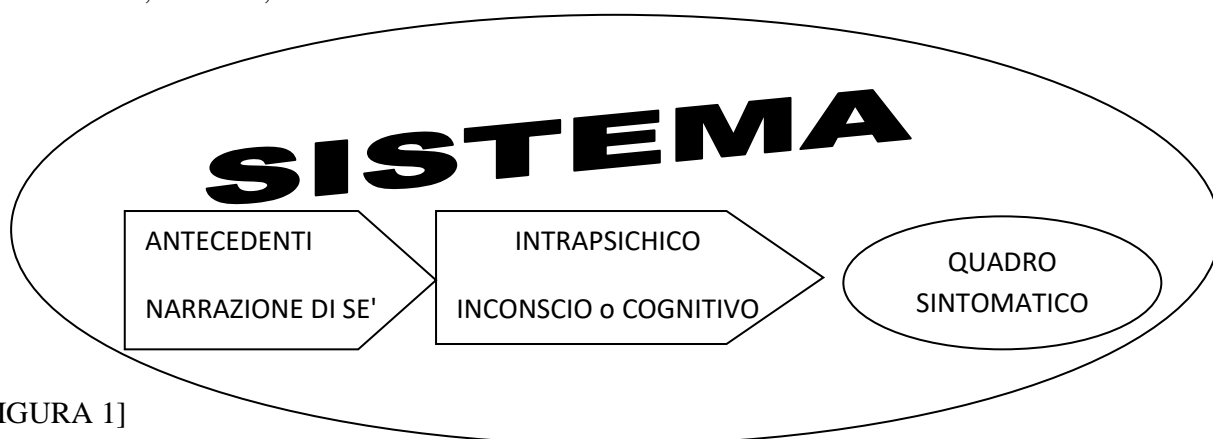 SISTEMA
ANTECEDENTI
NARRAZIONE DI SE'
INTRAPSICHICO
INCONSCIO o COGNITIVO
QUADRO
SINTOMATICO
IGURA 1]